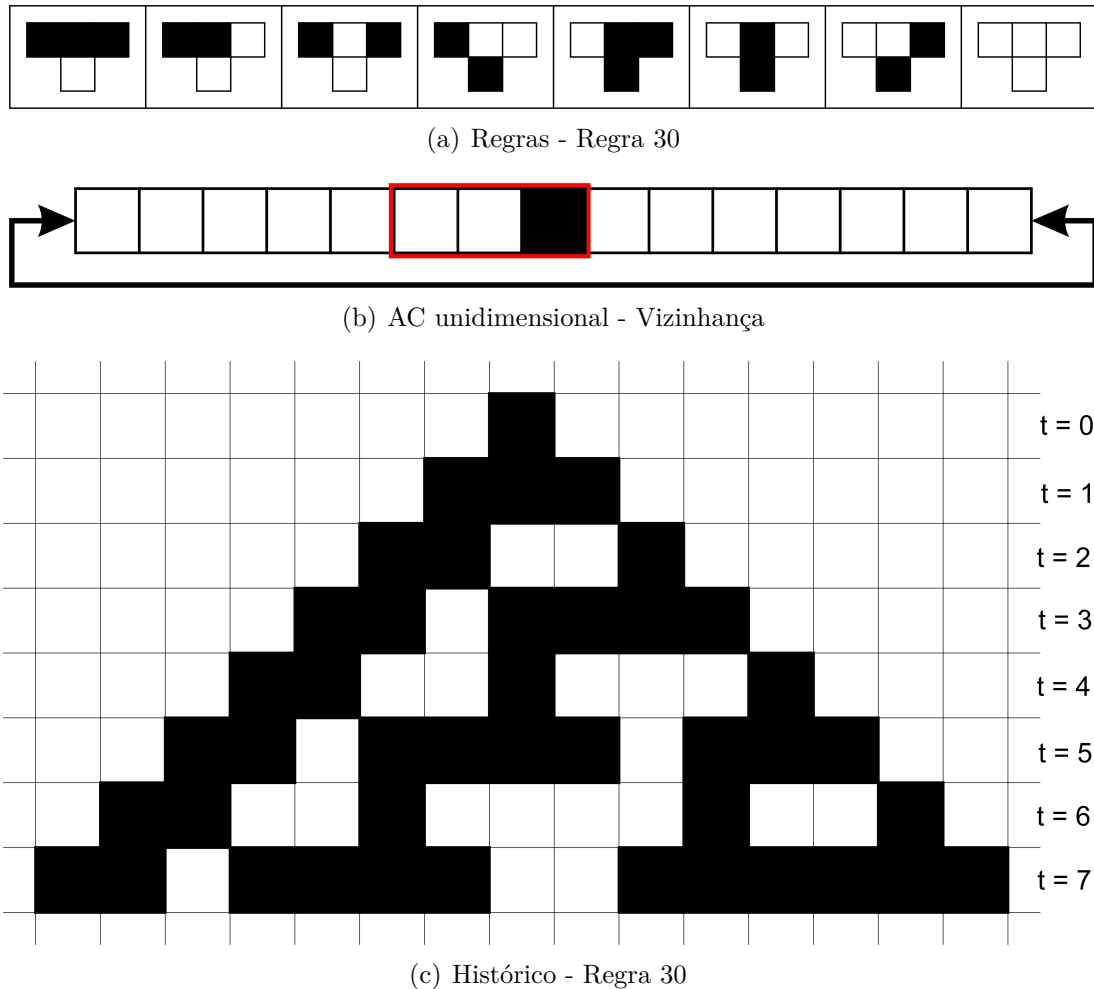 (a) Regras - Regra 30
(b) AC unidimensional - Vizinhança
t = 0
t = 1
t = 2
t = 3
t = 4
t = 5
t = 6
t = 7
(c) Histórico - Regra 30